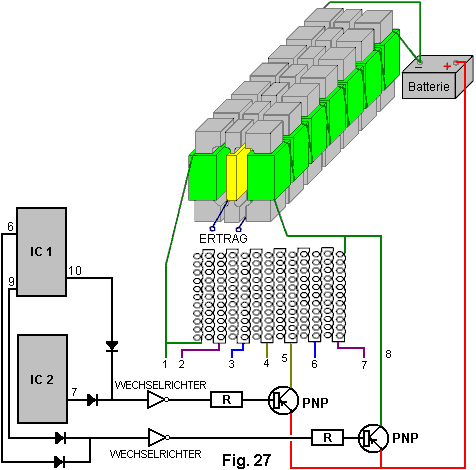 − +
Batterie
ERTRAG
6
IC 1
9
10
1
2
3
4
5
6
7
8
IC 2
7
WECHSELRICHTER
R
PNP
WECHSELRICHTER
R
PNP
Fig. 27